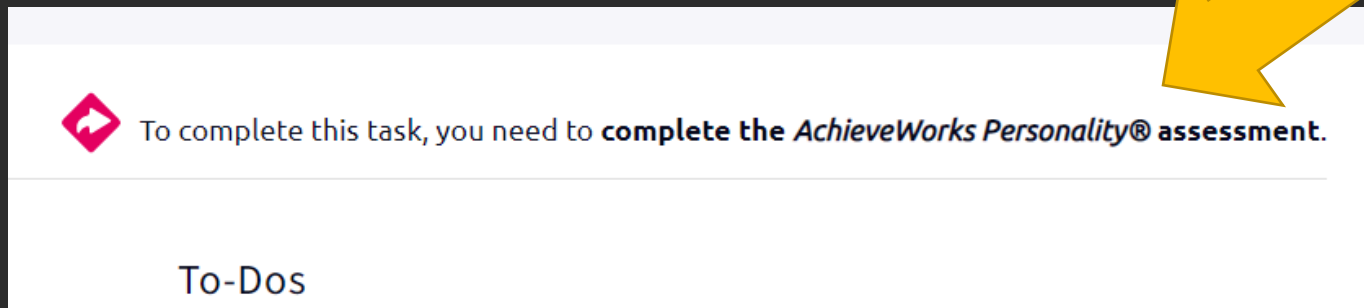 To complete this task, you need to complete the AchieveWorks Personality® assessment.
To-Dos